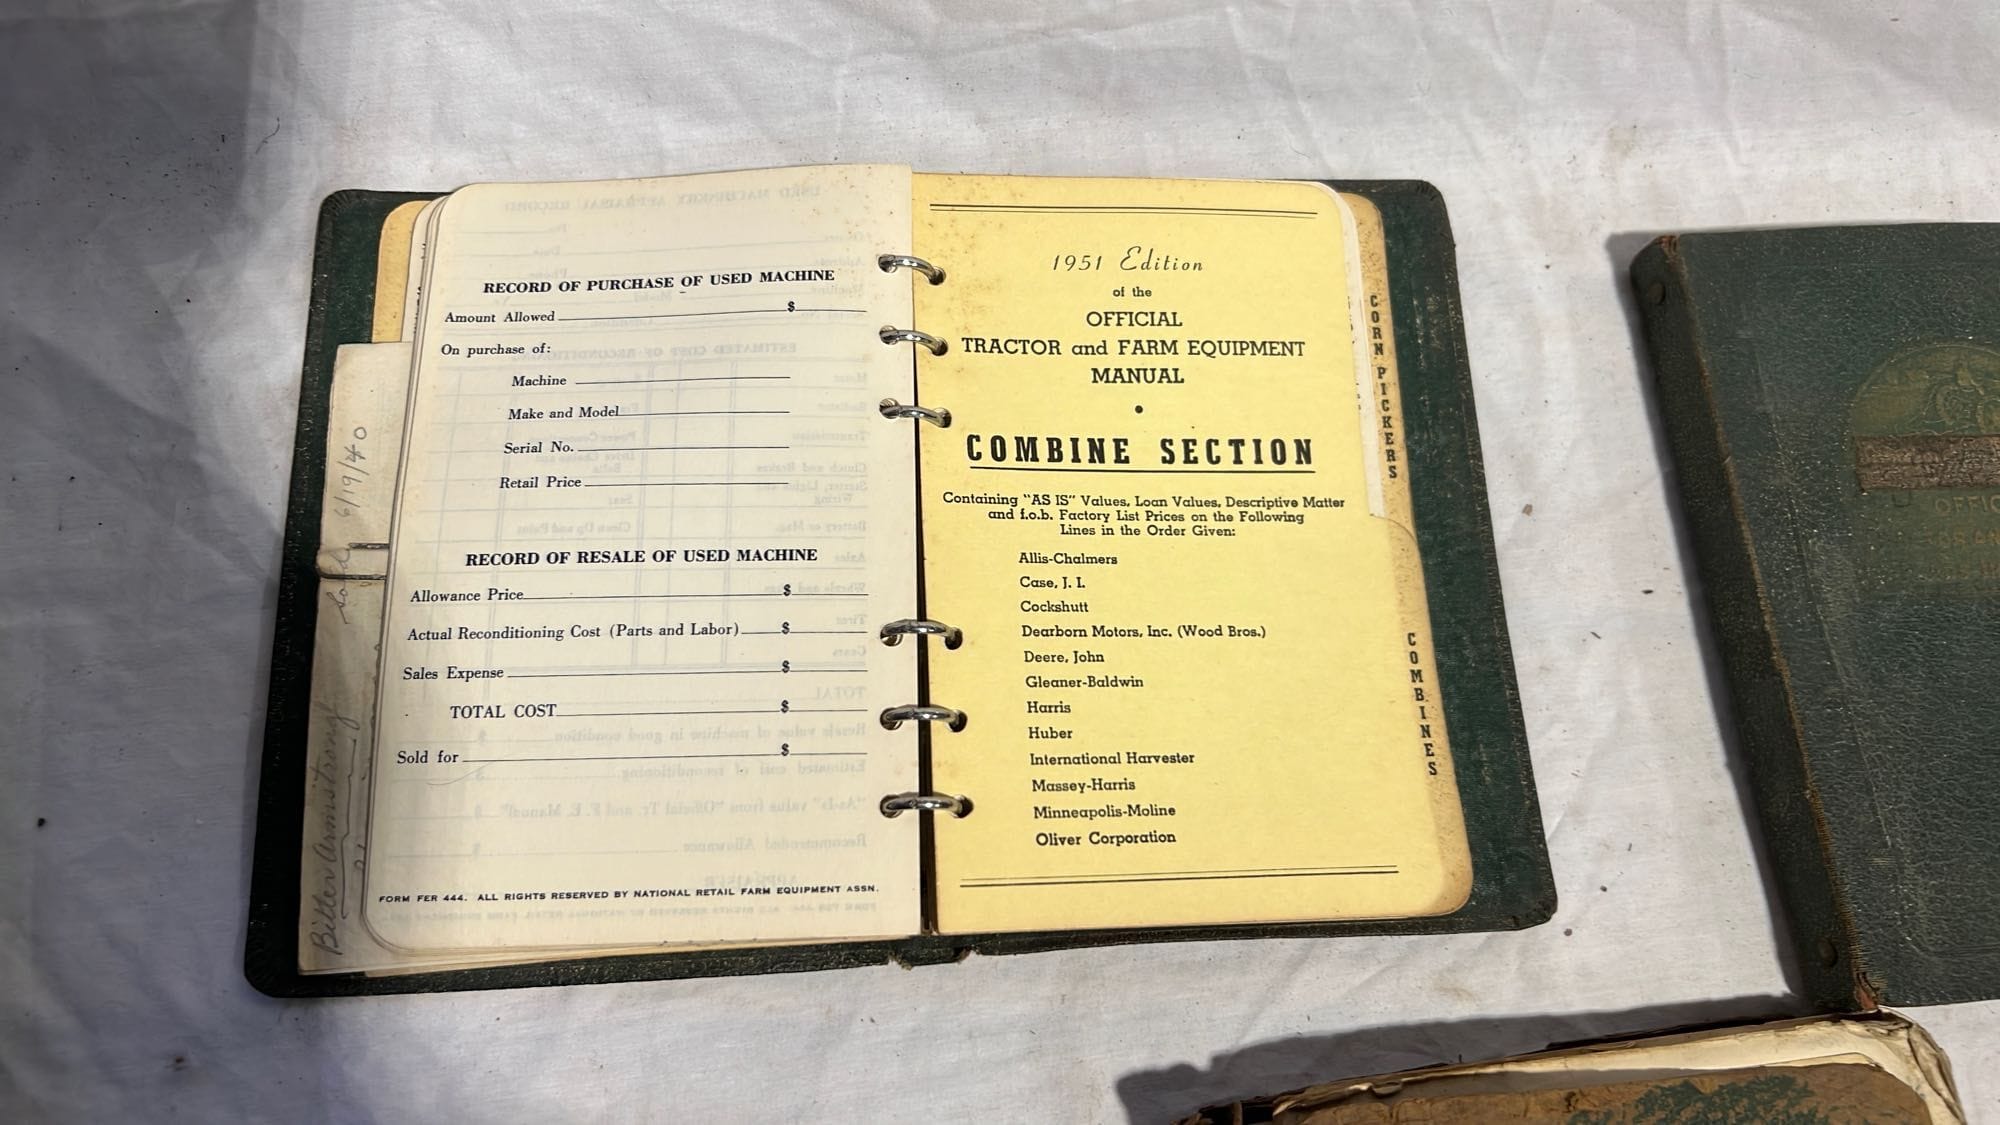 RECORD OF PURCHASE OF USED MACHINE
Amount Allowed $
On purchase of:
Machine
Make and Model
Serial No.
Retail Price
RECORD OF RESALE OF USED MACHINE
Allowance Price $
Actual Reconditioning Cost (Parts and Labor) $
Sales Expense $
TOTAL COST $
Sold for $
FORM FER 444. ALL RIGHTS RESERVED BY NATIONAL RETAIL FARM EQUIPMENT ASSN.
6/19/40
Armstrong
1951 Edition
of the
OFFICIAL
TRACTOR and FARM EQUIPMENT
MANUAL
•
COMBINE SECTION
Containing "AS IS" Values, Loan Values, Descriptive Matter
and f.o.b. Factory List Prices on the Following
Lines in the Order Given:
Allis-Chalmers
Case, J. I.
Cockshutt
Dearborn Motors, Inc. (Wood Bros.)
Deere, John
Gleaner-Baldwin
Harris
Huber
International Harvester
Massey-Harris
Minneapolis-Moline
Oliver Corporation
CORN PICKERS
COMBINES